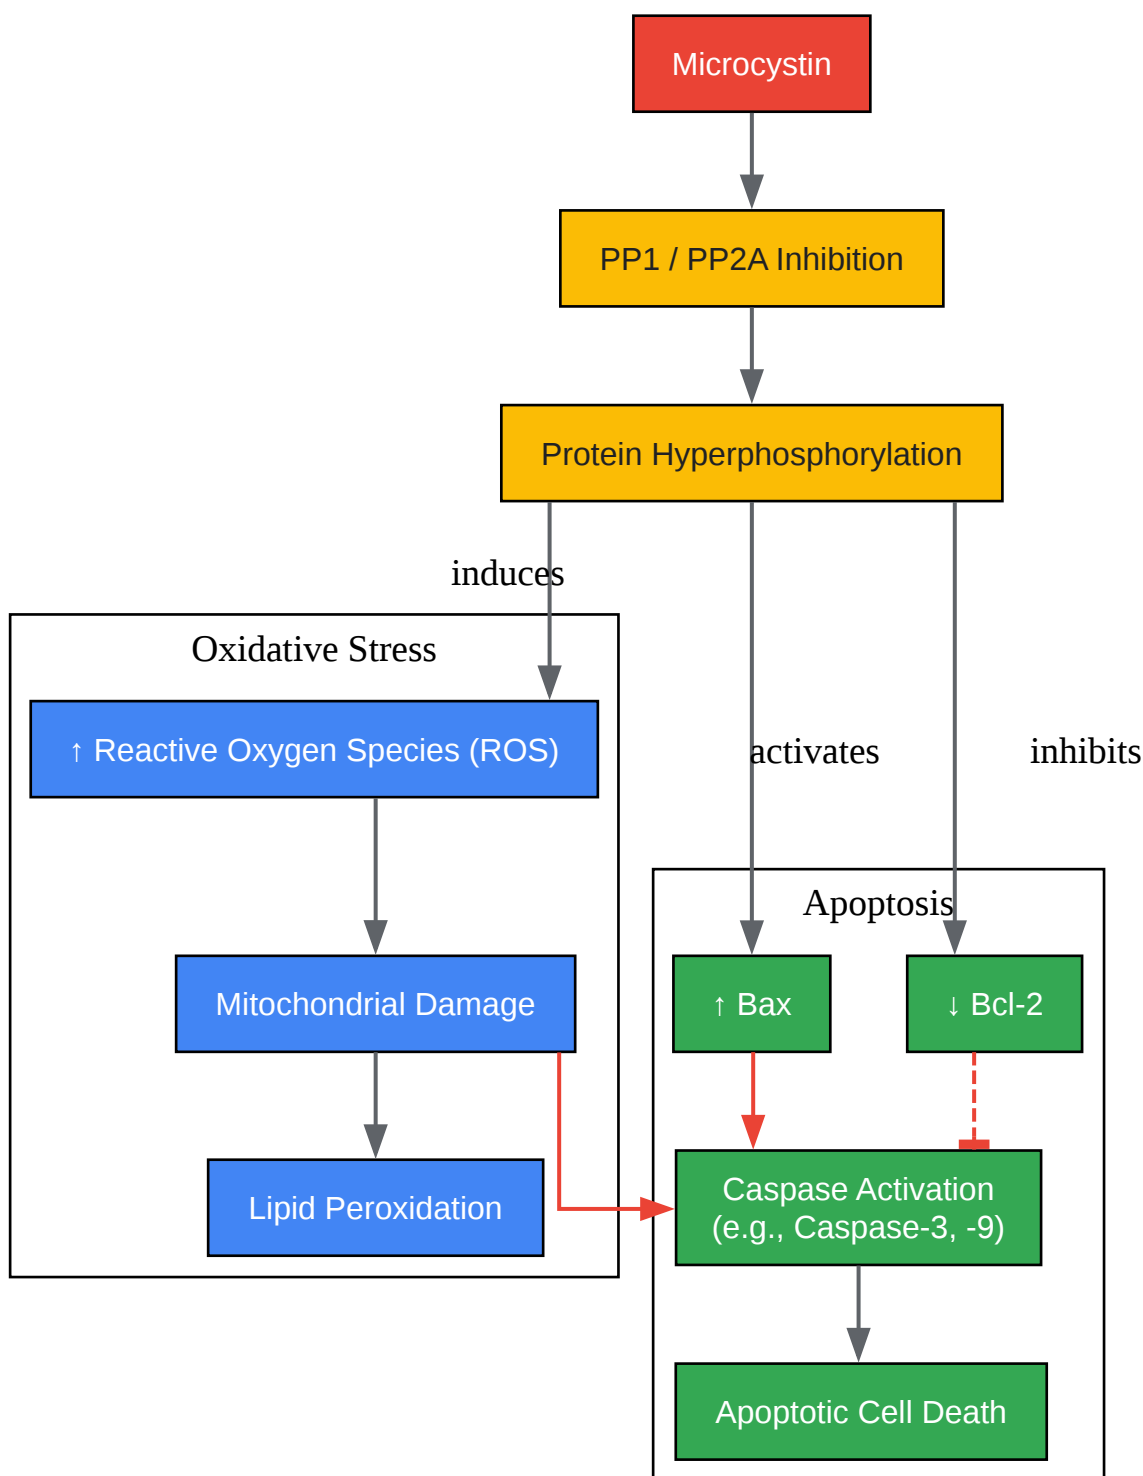 Microcystin
PP1 / PP2A Inhibition
Protein Hyperphosphorylation
induces
Oxidative Stress
↑ Reactive Oxygen Species (ROS)
activates
inhibits
Apoptosis
Mitochondrial Damage
↑ Bax
↓ Bcl-2
Lipid Peroxidation
Caspase Activation
(e.g., Caspase-3, -9)
Apoptotic Cell Death